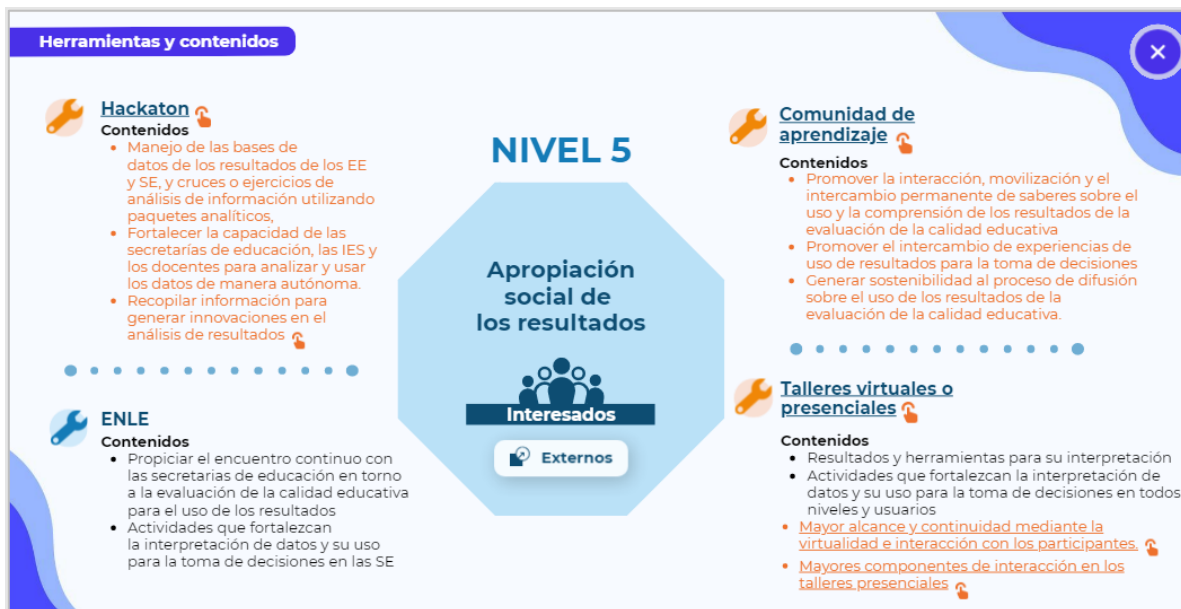 Herramientas y contenidos
Hackaton
Contenidos
• Manejo de las bases de
datos de los resultados de los EE
y SE, y cruces o ejercicios de
análisis de información utilizando
paquetes analíticos,
• Fortalecer la capacidad de las
secretarías de educación, las IES y
los docentes para analizar y usar
los datos de manera autónoma.
• Recopilar información para
generar innovaciones en el
análisis de resultados
ENLE
Contenidos
• Propiciar el encuentro continuo con
las secretarias de educación en torno
a la evaluación de la calidad educativa
para el uso de los resultados
• Actividades que fortalezcan
la interpretación de datos y su uso
para la toma de decisiones en las SE
NIVEL 5
Apropiación
social de
los resultados
Interesados
Externos
Comunidad de
aprendizaje
Contenidos
• Promover la interacción, movilización y el
intercambio permanente de saberes sobre el
uso y la comprensión de los resultados de la
evaluación de la calidad educativa
• Promover el intercambio de experiencias de
uso de resultados para la toma de decisiones
• Generar sostenibilidad al proceso de difusión
sobre el uso de los resultados de la
evaluación de la calidad educativa.
Talleres virtuales o
presenciales
Contenidos
• Resultados y herramientas para su interpretación
• Actividades que fortalezcan la interpretación de
datos y su uso para la toma de decisiones en todos
niveles y usuarios
• Mayor alcance y continuidad mediante la
virtualidad e interacción con los participantes.
• Mayores componentes de interacción en los
talleres presenciales